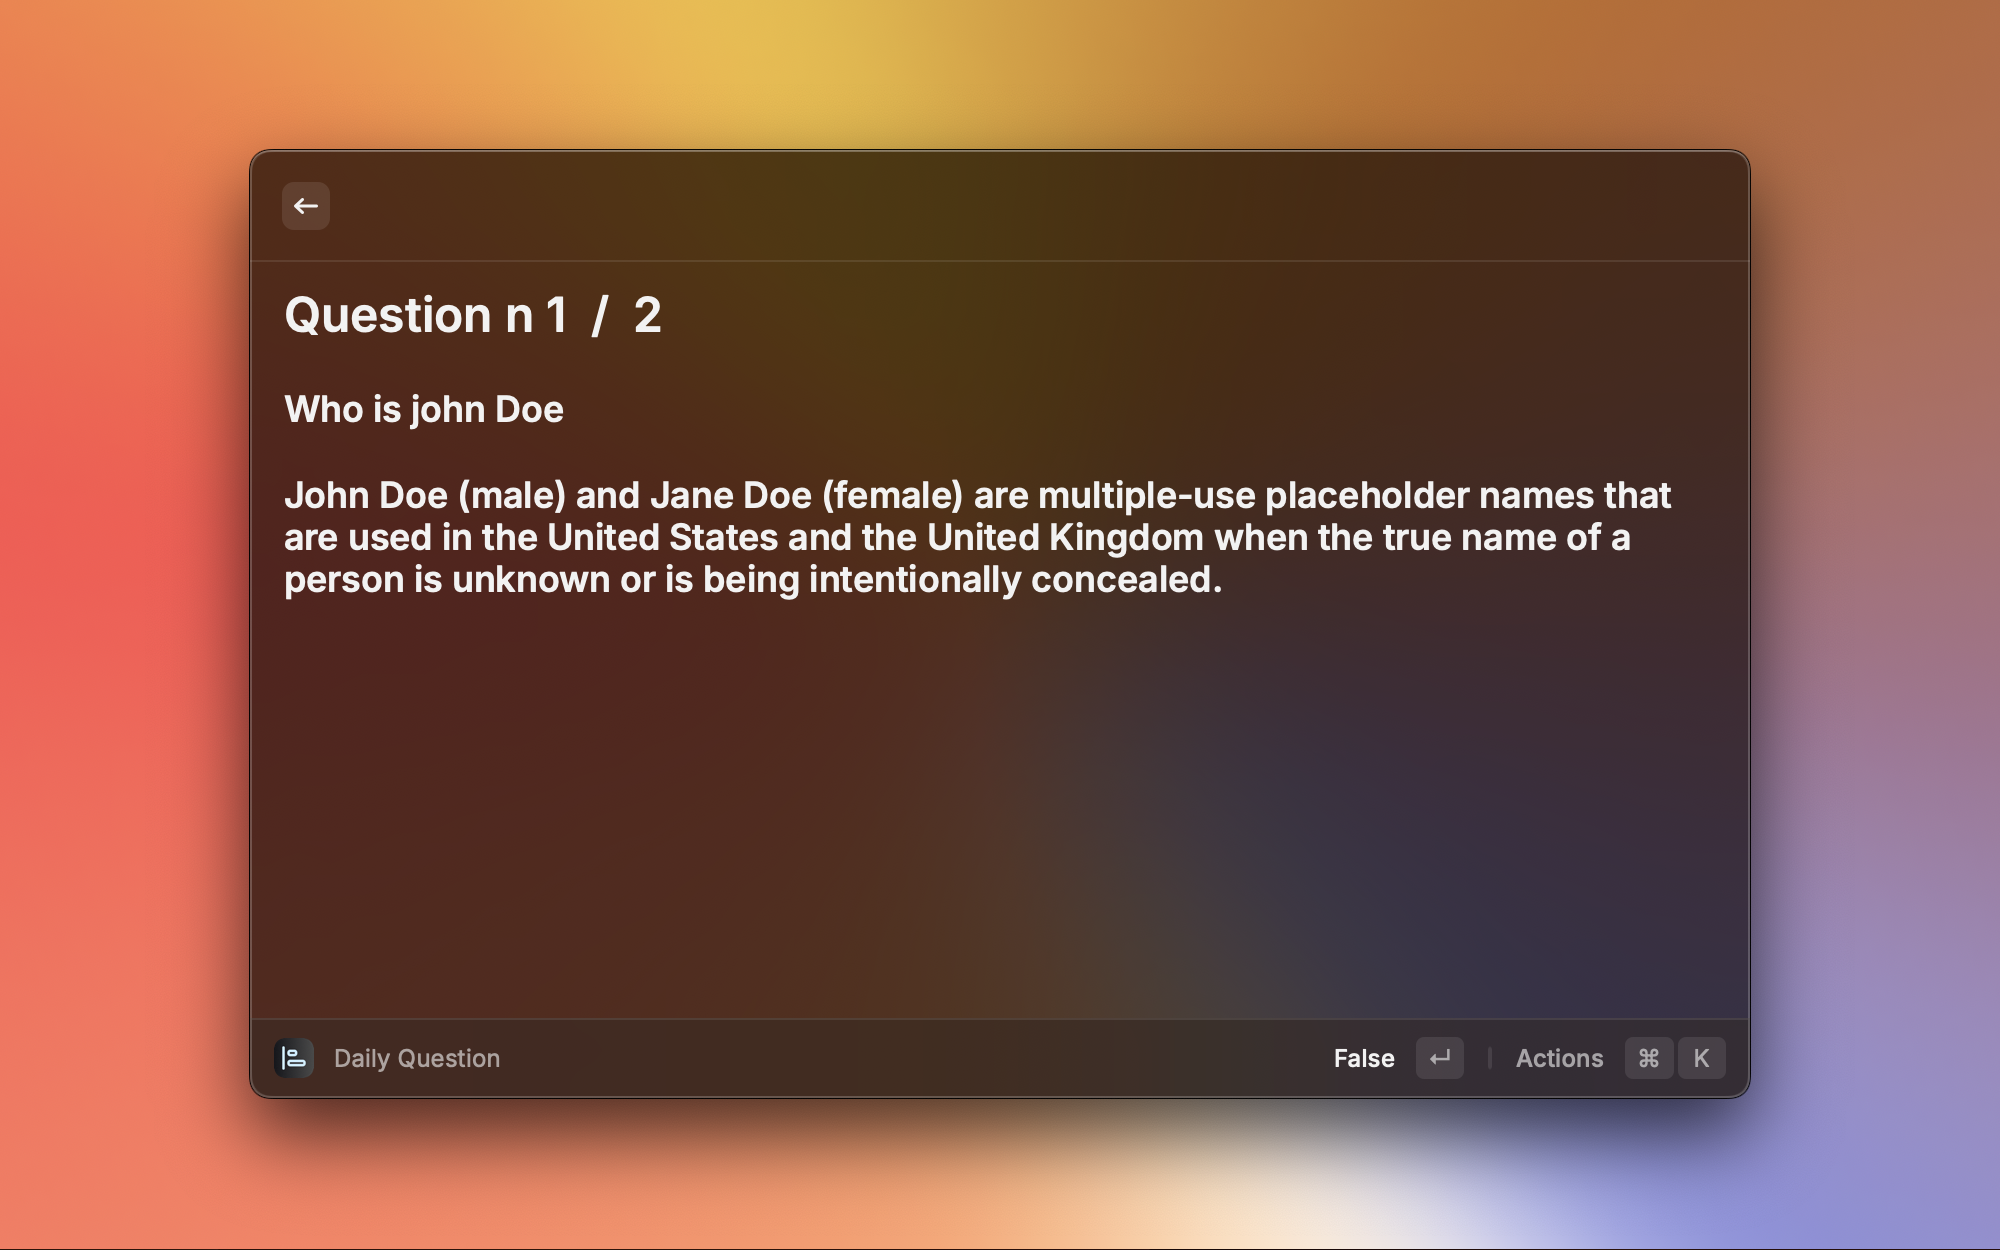 Question n 1 / 2
Who is john Doe
John Doe (male) and Jane Doe (female) are multiple-use placeholder names that
are used in the United States and the United Kingdom when the true name of a
person is unknown or is being intentionally concealed.
Daily Question
False ↵ | Actions ⌘ K